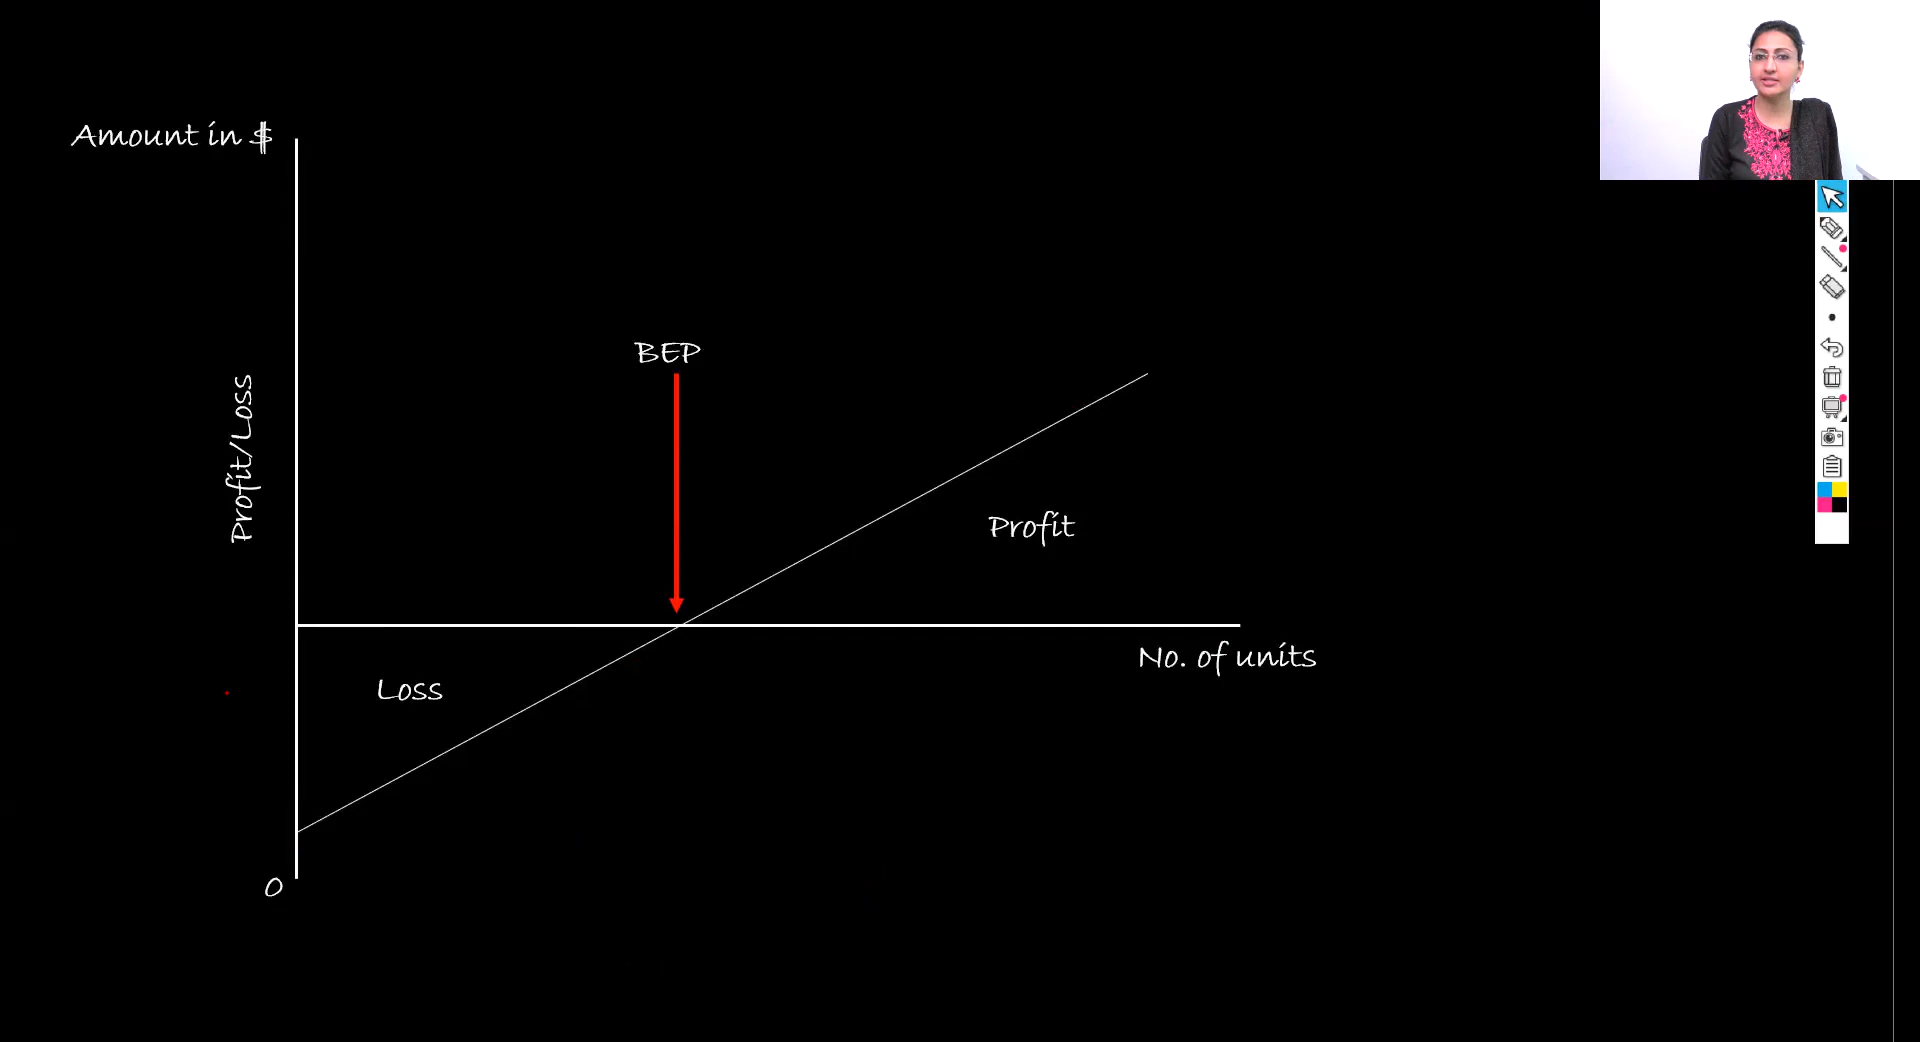 Amount in $
BEP
Profit/Loss
Profit
No. of units
Loss
0